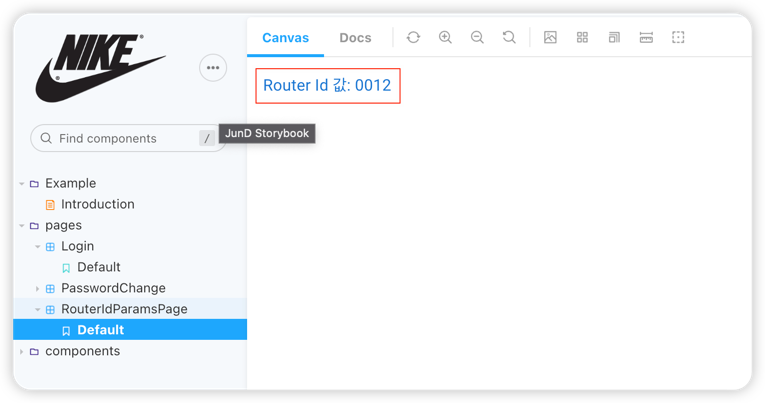 NIKE
Canvas
Docs
Router Id 값: 0012
Find components
/
JunD Storybook
Example
Introduction
pages
Login
Default
PasswordChange
RouterIdParamsPage
Default
components